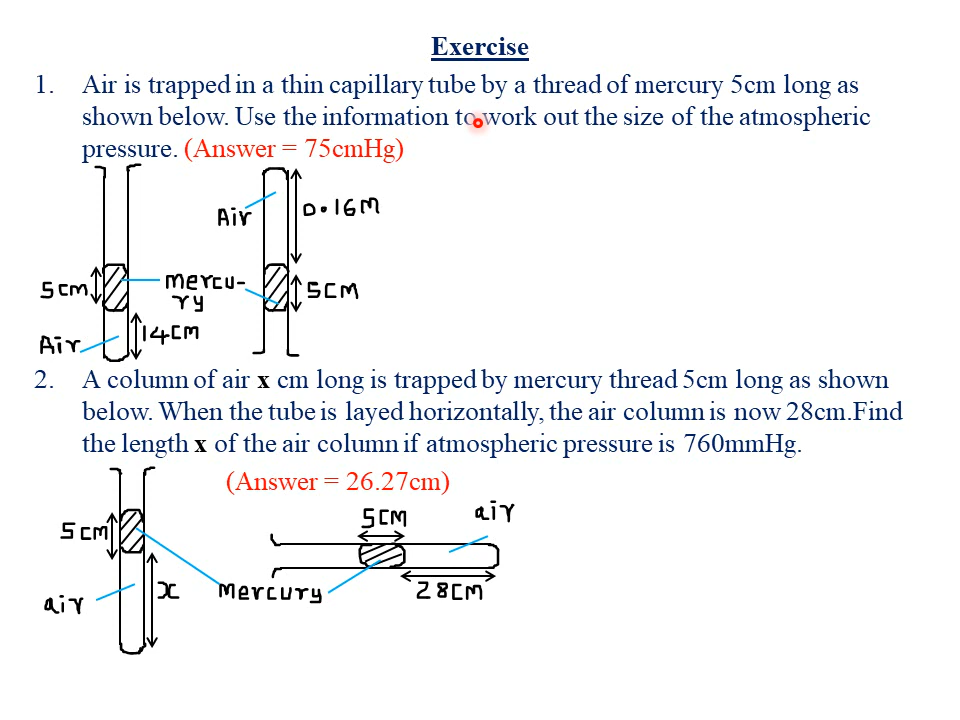 Exercise
1. Air is trapped in a thin capillary tube by a thread of mercury 5cm long as
shown below. Use the information to work out the size of the atmospheric
pressure. (Answer = 75cmHg)
Air
0.16M
5cm
mercu-
ry
5CM
14CM
Air
2. A column of air x cm long is trapped by mercury thread 5cm long as shown
below. When the tube is layed horizontally, the air column is now 28cm.Find
the length x of the air column if atmospheric pressure is 760mmHg.
(Answer = 26.27cm)
5CM
air
5CM
x
mercury
28CM
air